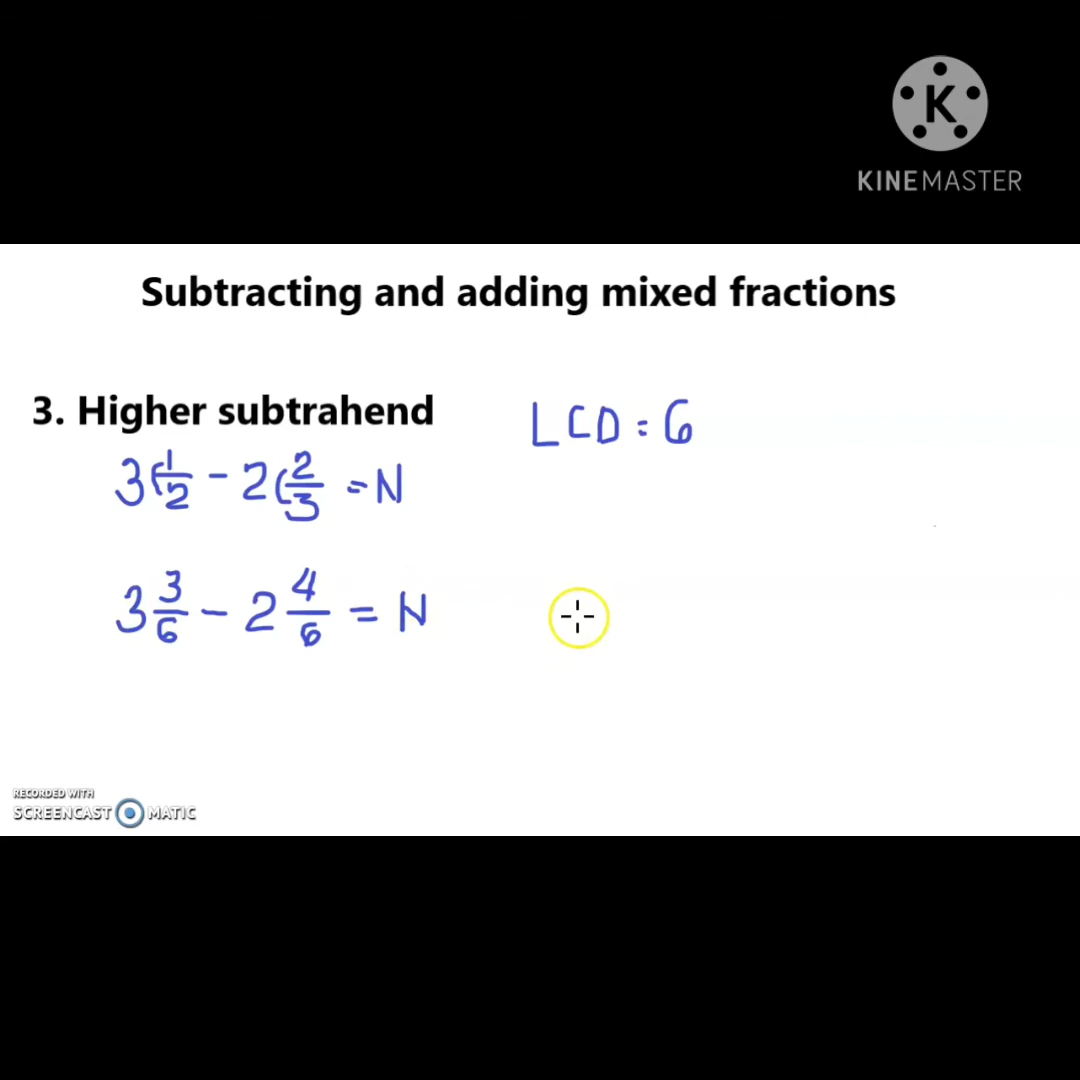 K
KINEMASTER
Subtracting and adding mixed fractions
3. Higher subtrahend
LCD = 6
3 1/2 - 2 2/3 = N
3 3/6 - 2 4/6 = N
RECORDED WITH
SCREENCAST MATIC